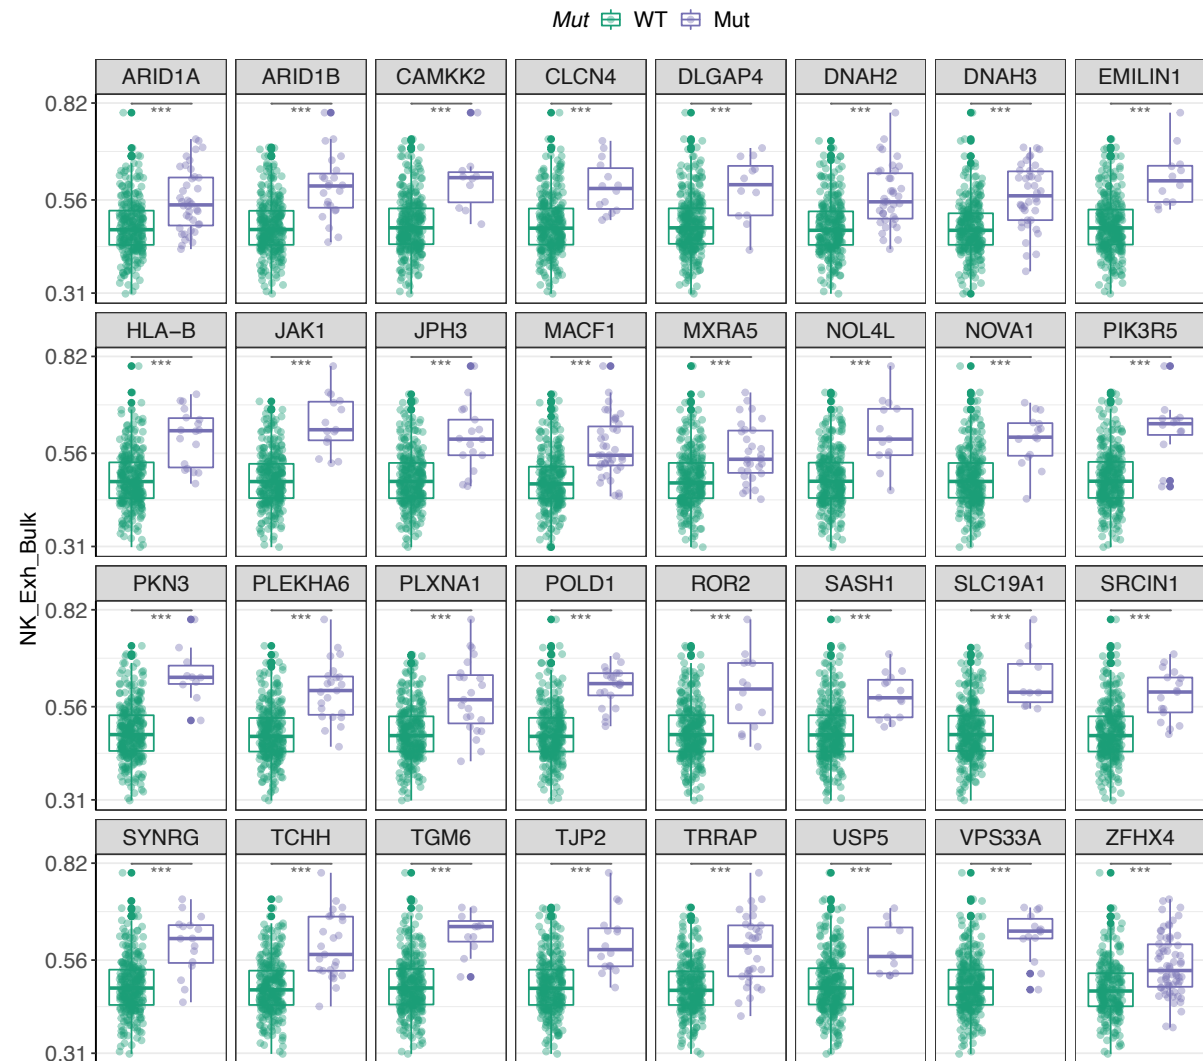 Mut WT Mut
ARID1A ARID1B CAMKK2 CLCN4 DLGAP4 DNAH2 DNAH3 EMILIN1
0.82 *** *** *** *** *** *** *** ***
0.56
0.31
HLA−B JAK1 JPH3 MACF1 MXRA5 NOL4L NOVA1 PIK3R5
0.82 *** *** *** *** *** *** *** ***
0.56
0.31
NK_Exh_Bulk
PKN3 PLEKHA6 PLXNA1 POLD1 ROR2 SASH1 SLC19A1 SRCIN1
0.82 *** *** *** *** *** *** *** ***
0.56
0.31
SYNRG TCHH TGM6 TJP2 TRRAP USP5 VPS33A ZFHX4
0.82 *** *** *** *** *** *** *** ***
0.56
0.31